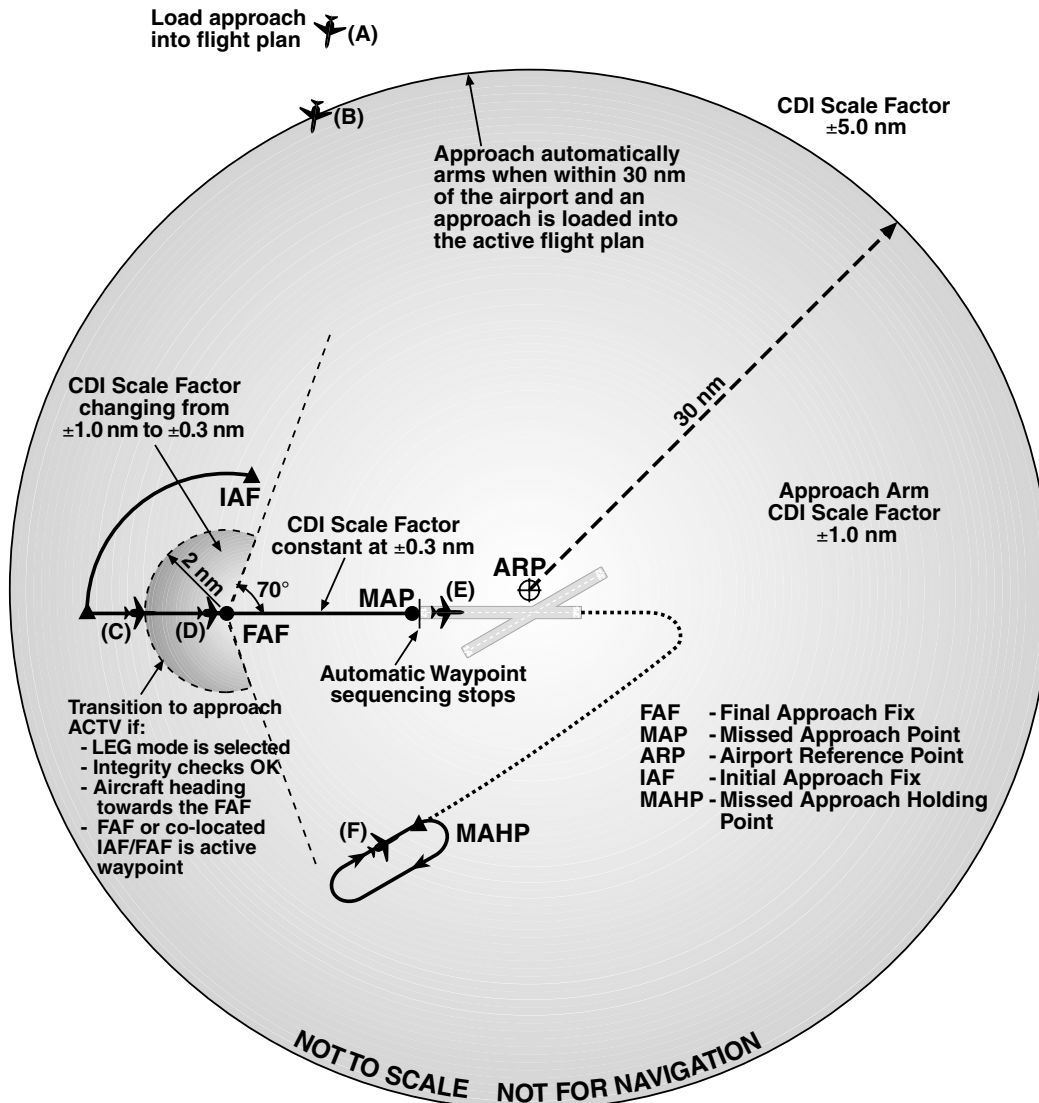 Load approach
into flight plan
(A)
(B)
CDI Scale Factor
±5.0 nm
Approach automatically
arms when within 30 nm
of the airport and an
approach is loaded into
the active flight plan
30 nm
CDI Scale Factor
changing from
±1.0 nm to ±0.3 nm
IAF
2 nm
70°
CDI Scale Factor
constant at ±0.3 nm
Approach Arm
CDI Scale Factor
±1.0 nm
ARP
MAP
(E)
(C)
(D)
FAF
Automatic Waypoint
sequencing stops
Transition to approach
ACTV if:
- LEG mode is selected
- Integrity checks OK
- Aircraft heading
towards the FAF
- FAF or co-located
IAF/FAF is active
waypoint
(F)
MAHP
FAF - Final Approach Fix
MAP - Missed Approach Point
ARP - Airport Reference Point
IAF - Initial Approach Fix
MAHP - Missed Approach Holding
Point
NOT TO SCALE NOT FOR NAVIGATION